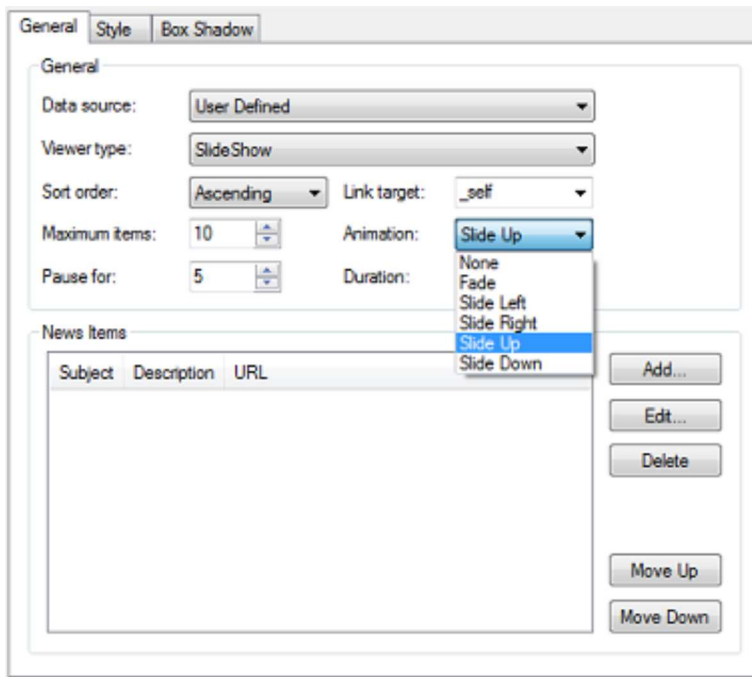 General Style Box Shadow
General
Data source: User Defined
Viewer type: SlideShow
Sort order: Ascending Link target: _self
Maximum items: 10 Animation: Slide Up
Pause for: 5 Duration:
None
Fade
Slide Left
Slide Right
Slide Up
Slide Down
News Items
Subject Description URL
Add...
Edit...
Delete
Move Up
Move Down